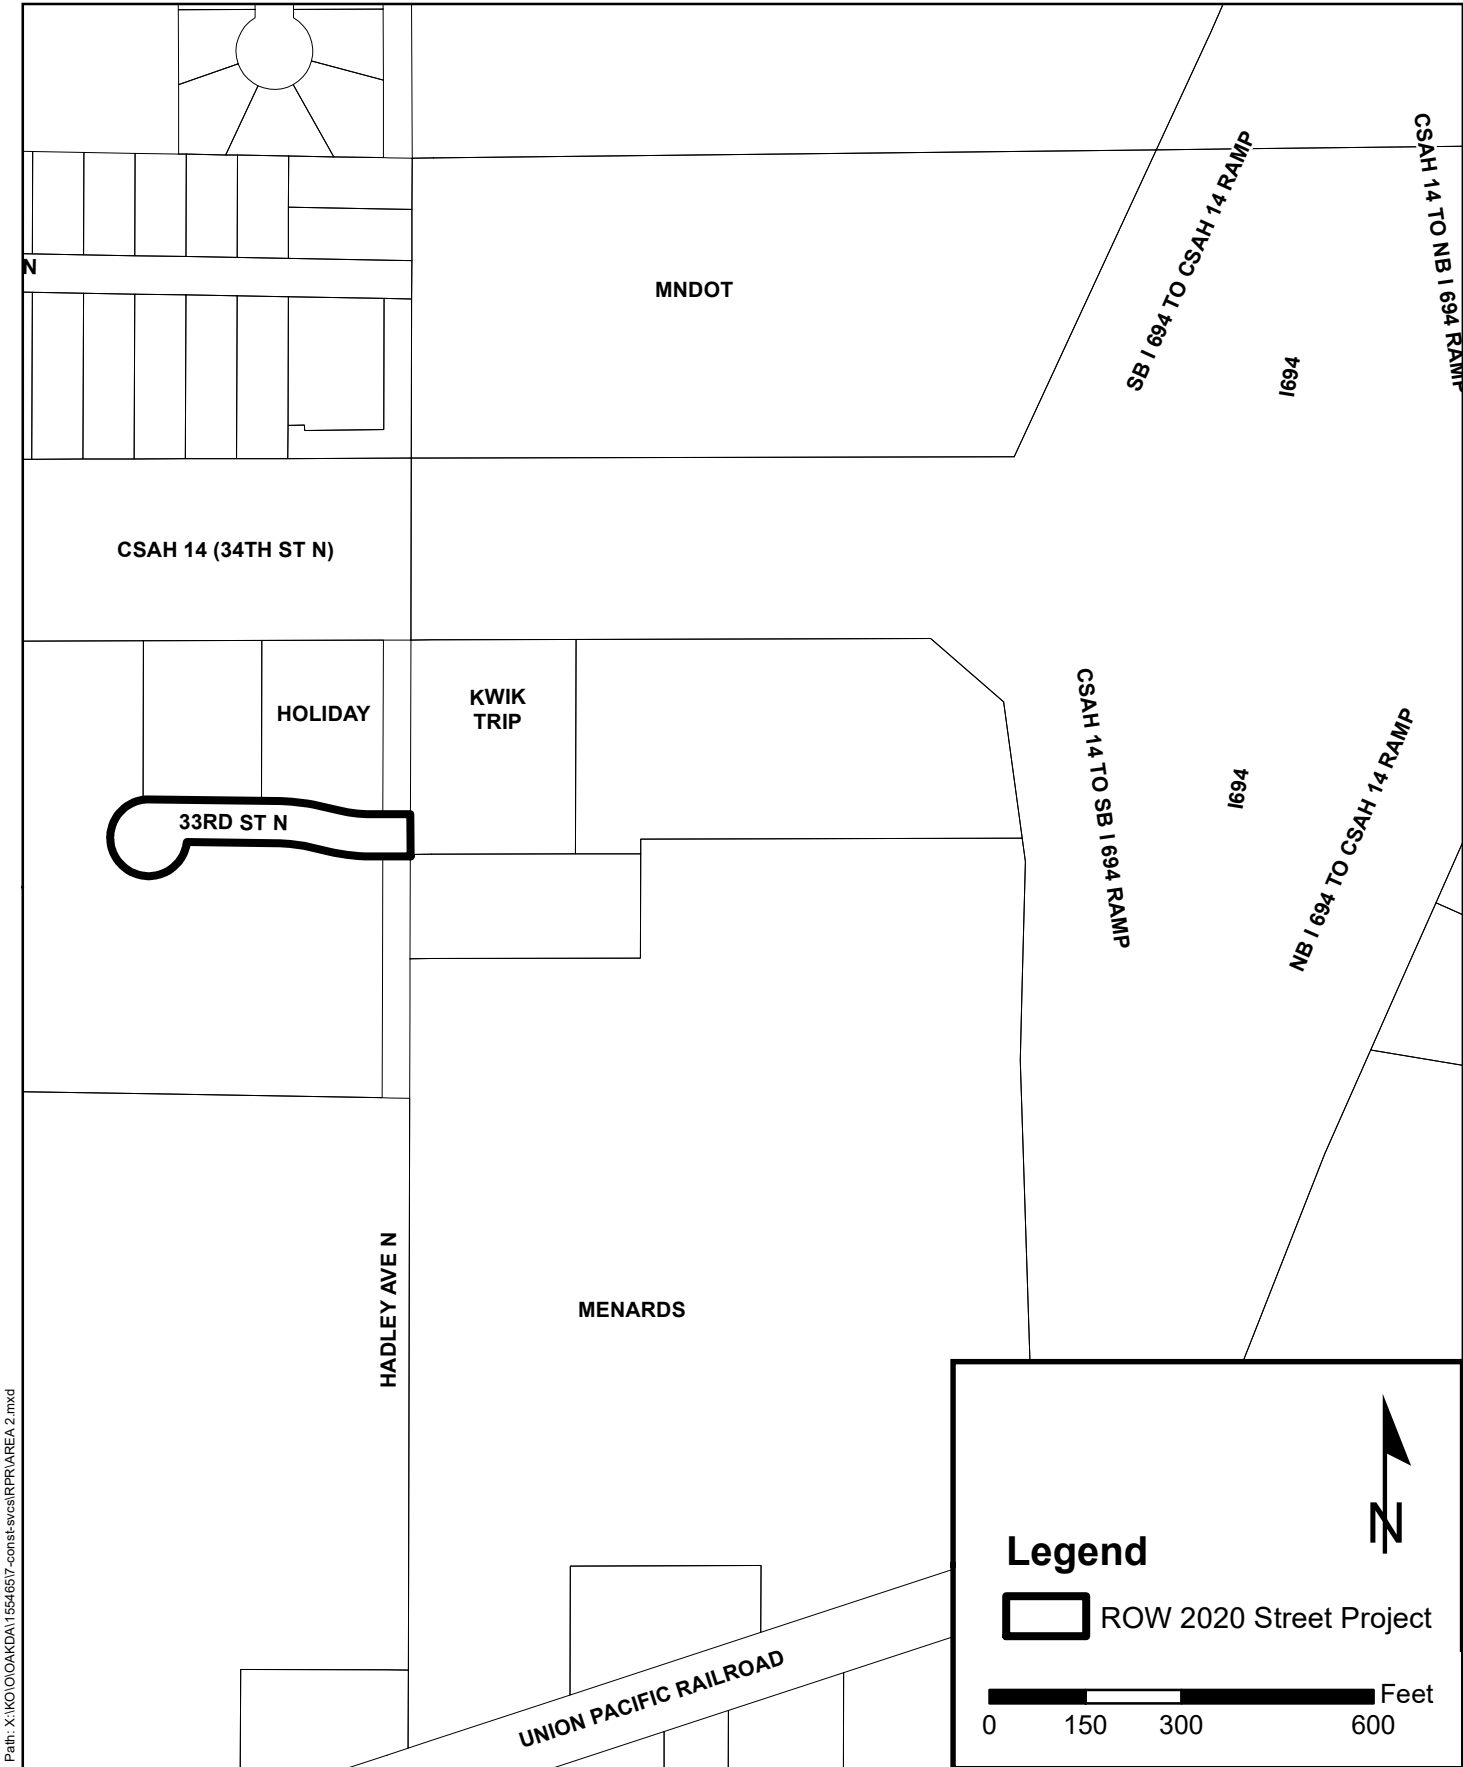 CSAH 14 TO NB I 694 RAMP
SB I 694 TO CSAH 14 RAMP
N
MNDOT
I694
CSAH 14 (34TH ST N)
HOLIDAY
KWIK
TRIP
CSAH 14 TO SB I 694 RAMP
NB I 694 TO CSAH 14 RAMP
I694
33RD ST N
HADLEY AVE N
MENARDS
UNION PACIFIC RAILROAD
N
Legend
ROW 2020 Street Project
Feet
0 150 300 600
Path: X:\KO\O\OAKDA\155465\7-const-svcs\RPR\AREA 2.mxd